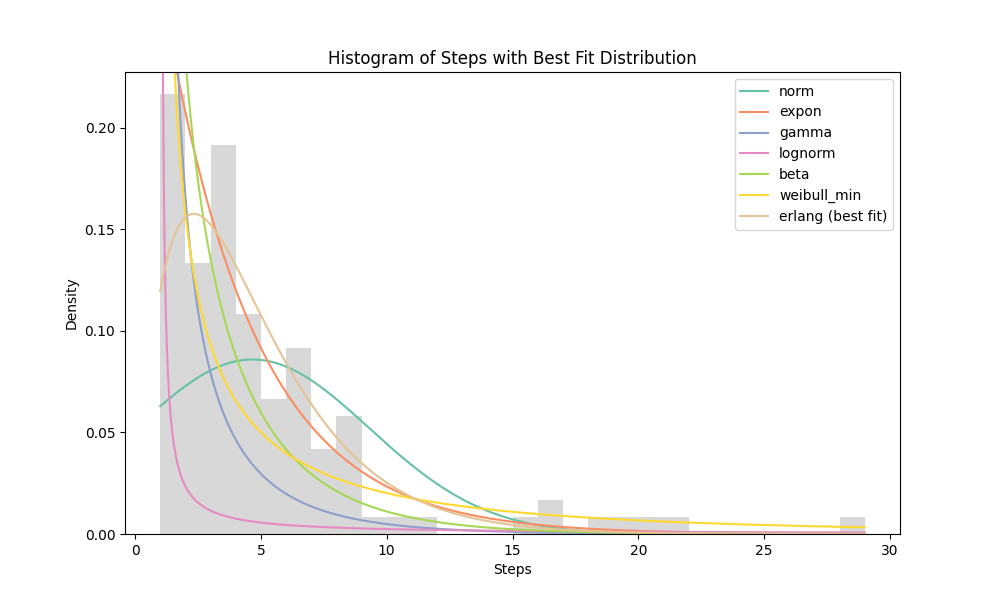 Histogram of Steps with Best Fit Distribution
norm
expon
gamma
lognorm
beta
weibull_min
erlang (best fit)
0.20
0.15
0.10
0.05
0.00
Density
0 5 10 15 20 25 30
Steps